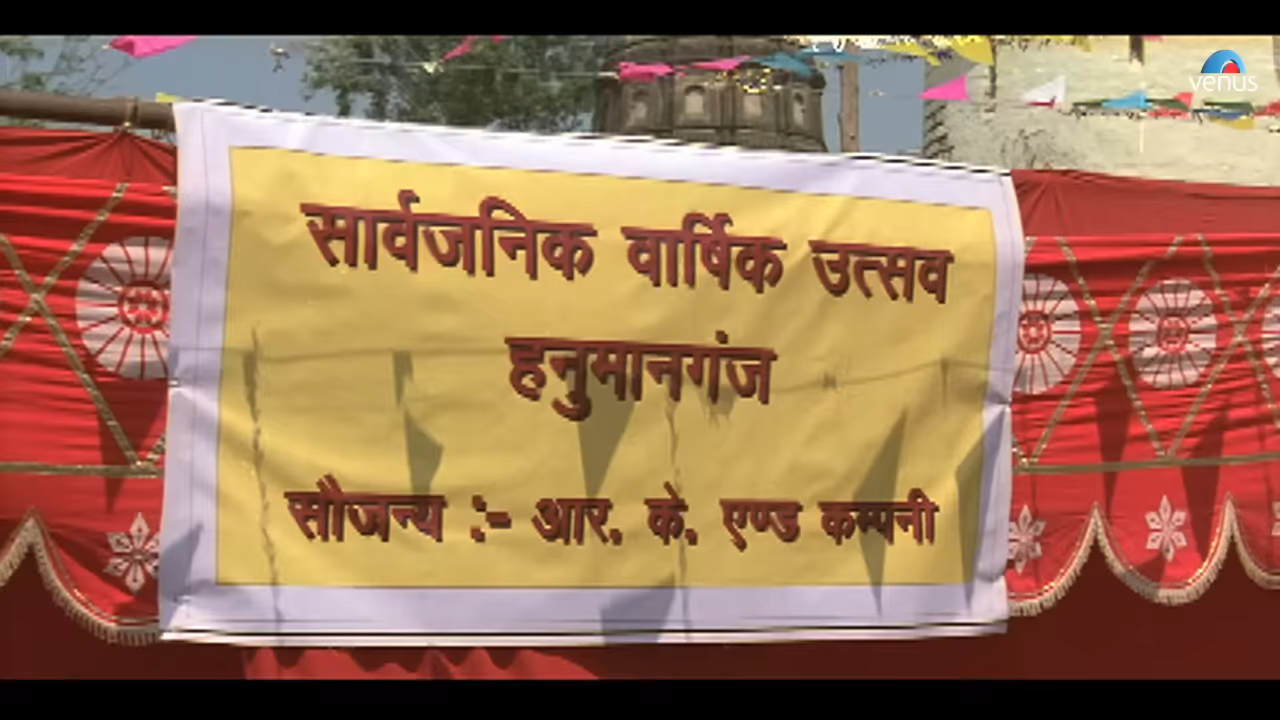 venus
सार्वजनिक वार्षिक उत्सव
हनुमानगंज
सौजन्य :- आर. के. एण्ड कम्पनी